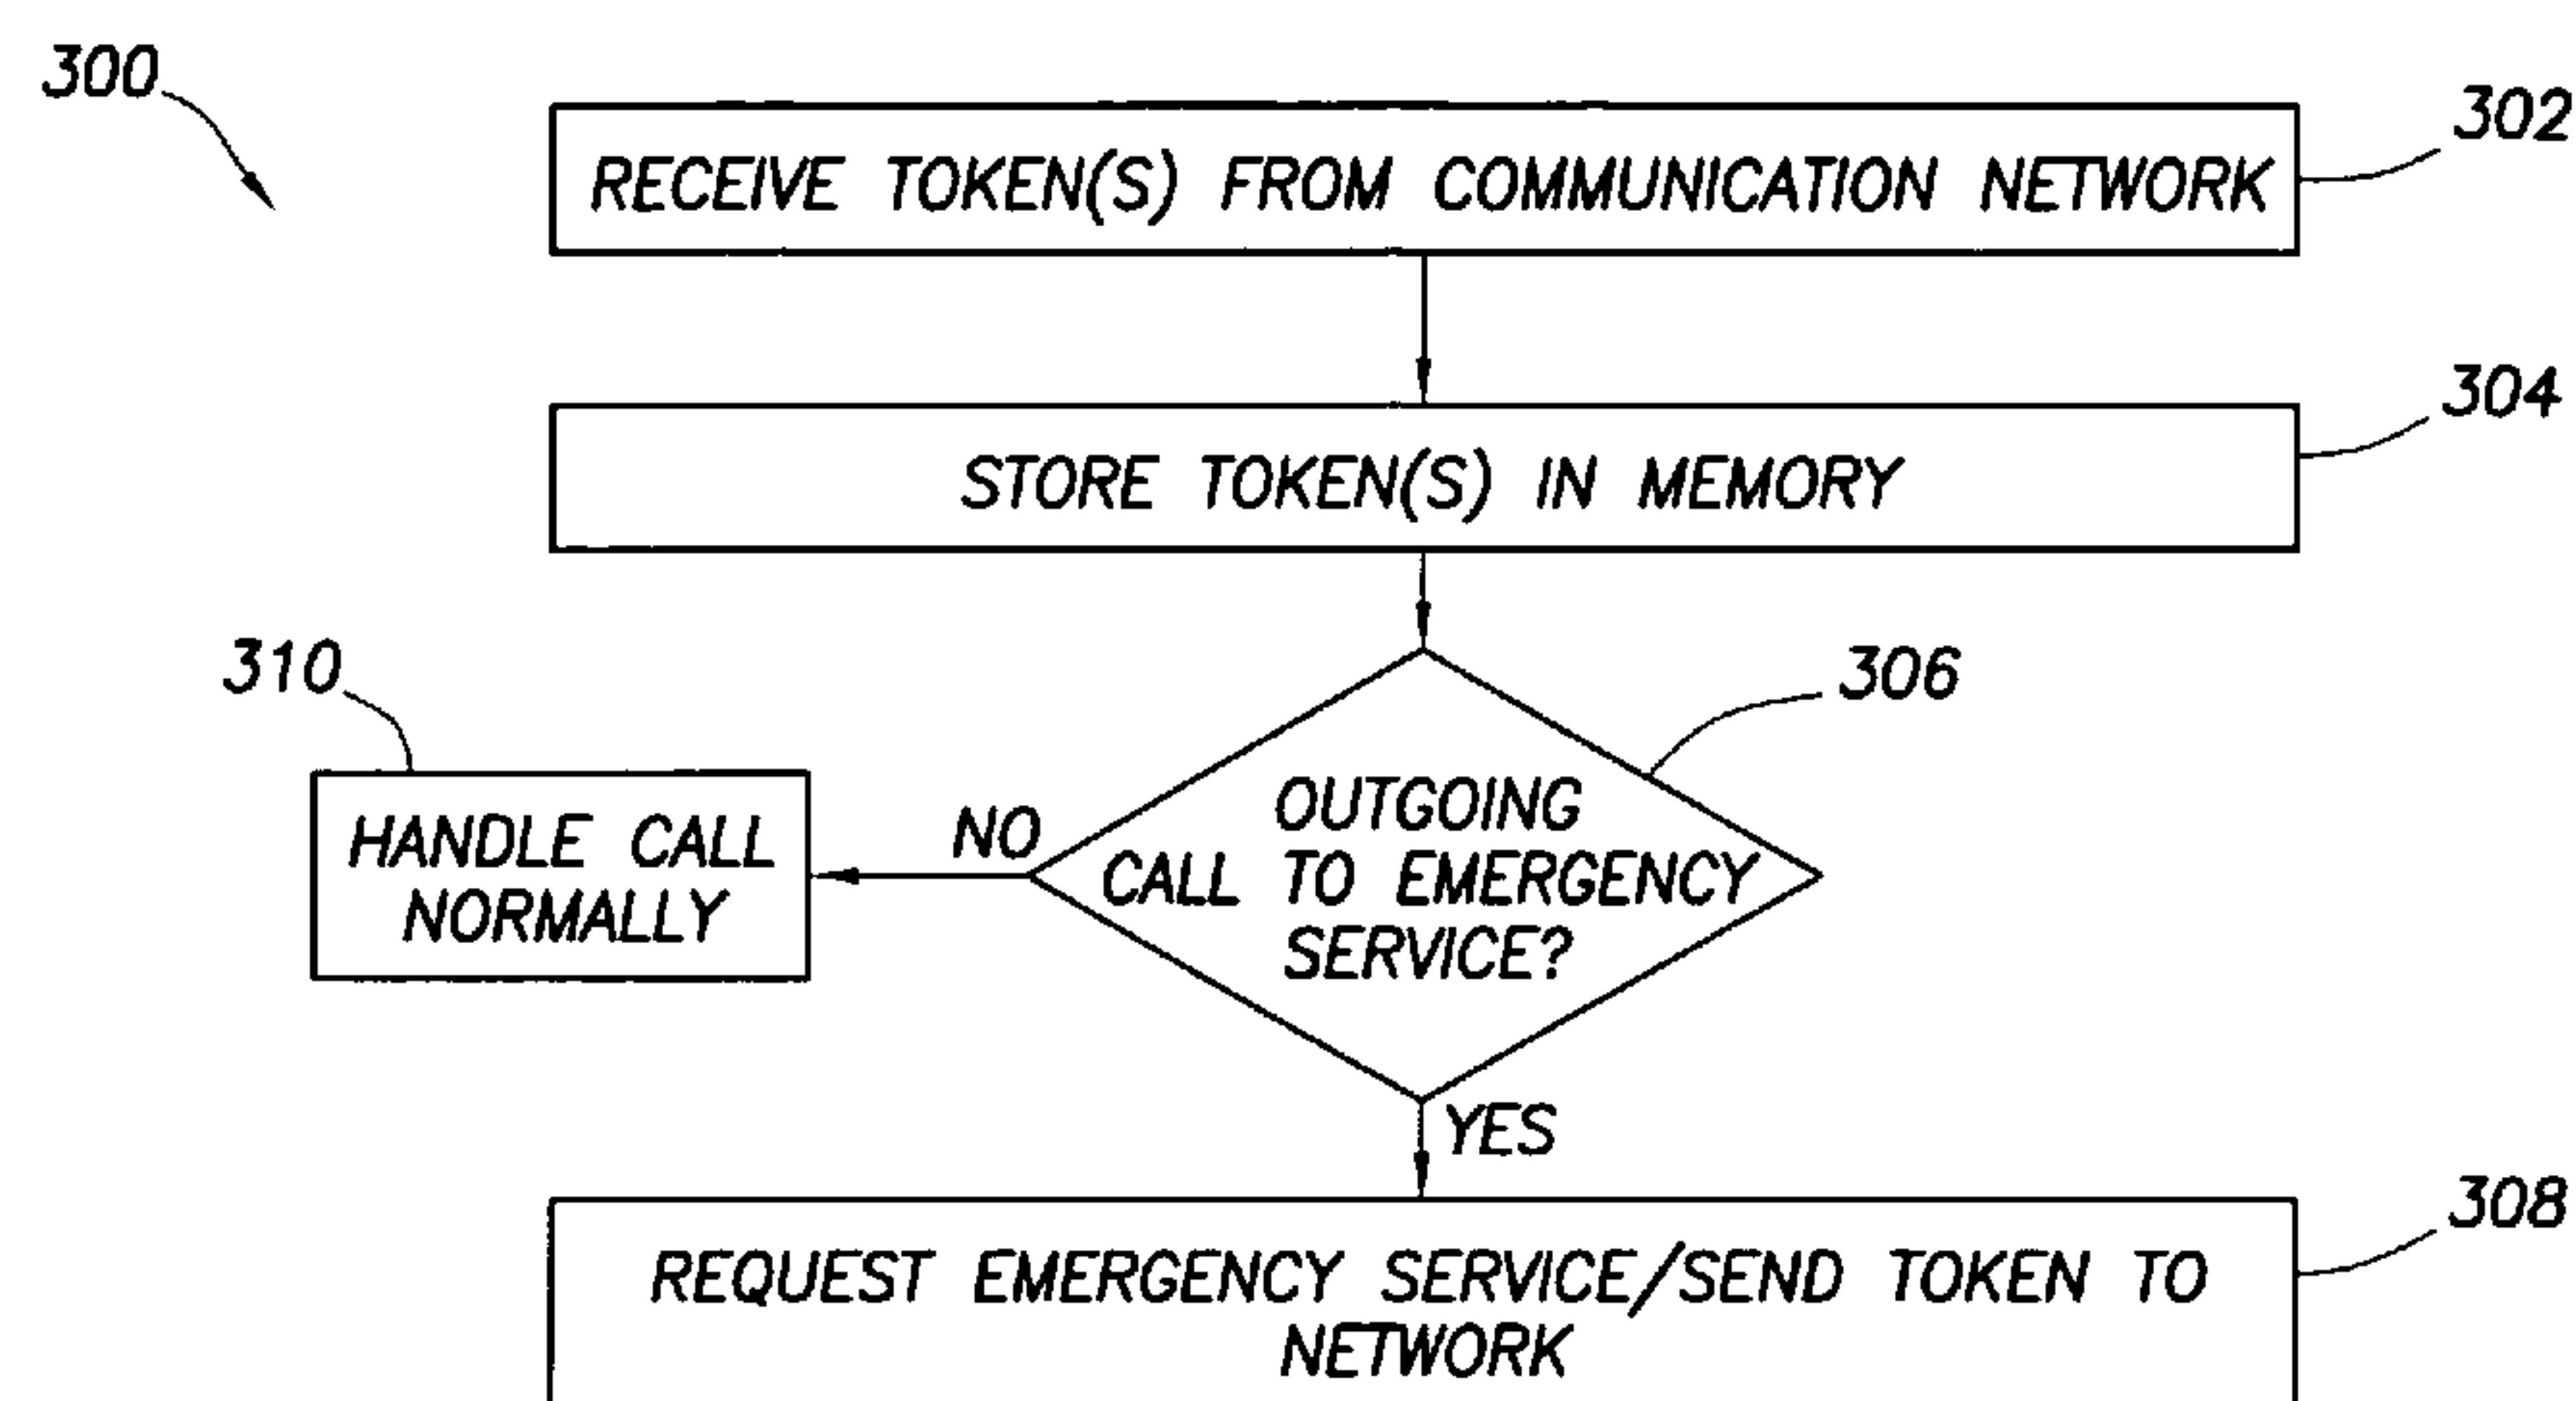 300
302
RECEIVE TOKEN(S) FROM COMMUNICATION NETWORK
304
STORE TOKEN(S) IN MEMORY
310
306
HANDLE CALL
NORMALLY
NO
OUTGOING
CALL TO EMERGENCY
SERVICE?
YES
308
REQUEST EMERGENCY SERVICE/SEND TOKEN TO
NETWORK